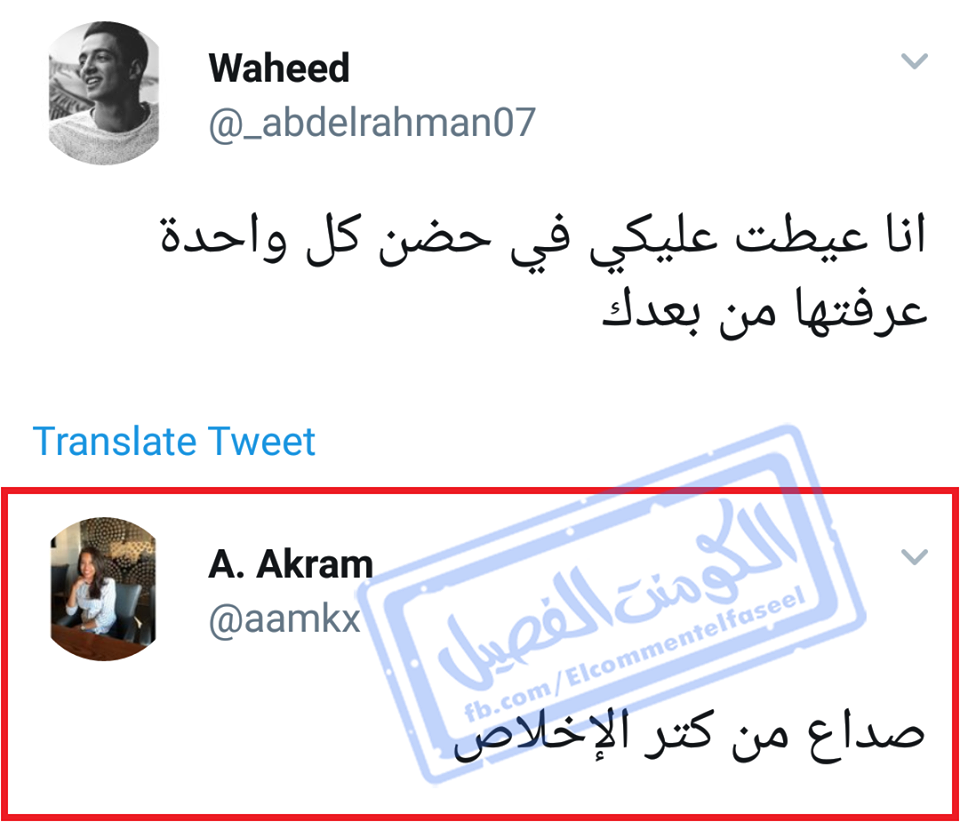 Waheed
@_abdelrahman07
انا عيطت عليكي في حضن كل واحدة
عرفتها من بعدك
Translate Tweet
A. Akram
@aamkx
الكومنت الفصيل
fb.com/Elcommentelfaseel
صداع من كتر الإخلاص